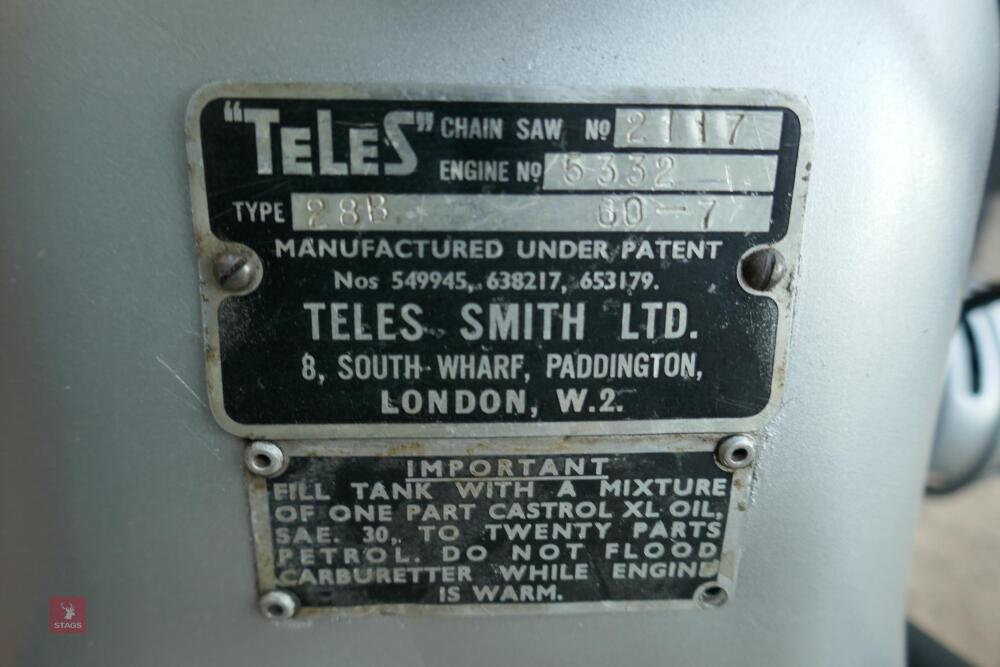 "TELES" CHAIN SAW No 2117
ENGINE No 5332
TYPE 28B 60-7
MANUFACTURED UNDER PATENT
Nos 549945, 638217, 653179.
TELES SMITH LTD.
8, SOUTH WHARF, PADDINGTON,
LONDON, W.2.
IMPORTANT
FILL TANK WITH A MIXTURE
OF ONE PART CASTROL XL OIL,
SAE. 30,. TO TWENTY PARTS
PETROL. DO NOT FLOOD
CARBURETTER WHILE ENGINE
IS WARM.
STAGS